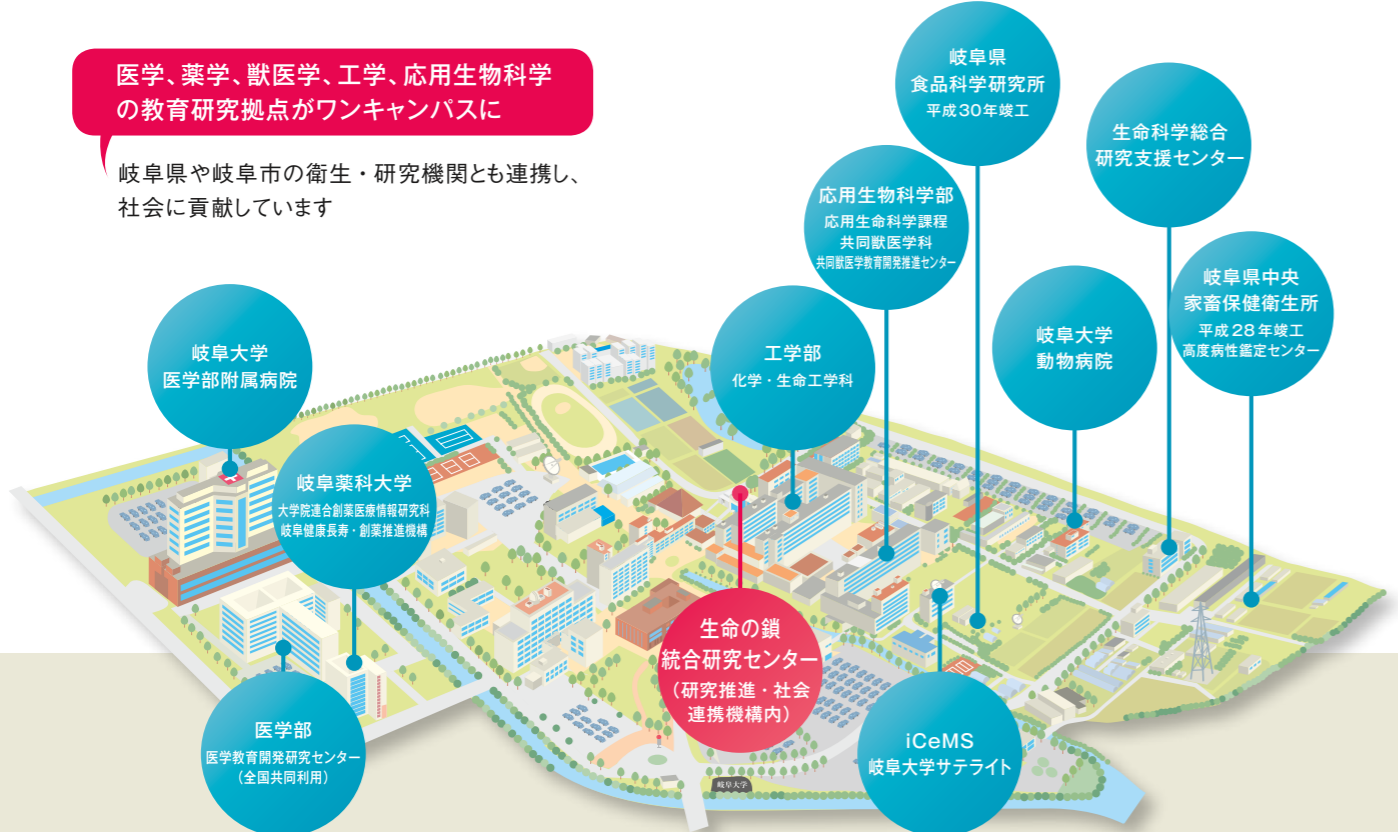 医学、薬学、獣医学、工学、応用生物科学
の教育研究拠点がワンキャンパスに
岐阜県や岐阜市の衛生・研究機関とも連携し、
社会に貢献しています
岐阜県
食品科学研究所
平成30年竣工
生命科学総合
研究支援センター
応用生物科学部
応用生命科学課程
共同獣医学科
共同獣医学教育開発推進センター
岐阜県中央
家畜保健衛生所
平成28年竣工
高度病性鑑定センター
岐阜大学
医学部附属病院
工学部
化学・生命工学科
岐阜大学
動物病院
岐阜薬科大学
大学院連合創薬医療情報研究科
岐阜健康長寿・創薬推進機構
生命の鎖
統合研究センター
（研究推進・社会
連携機構内）
医学部
医学教育開発研究センター
（全国共同利用）
iCeMS
岐阜大学サテライト
岐阜大学